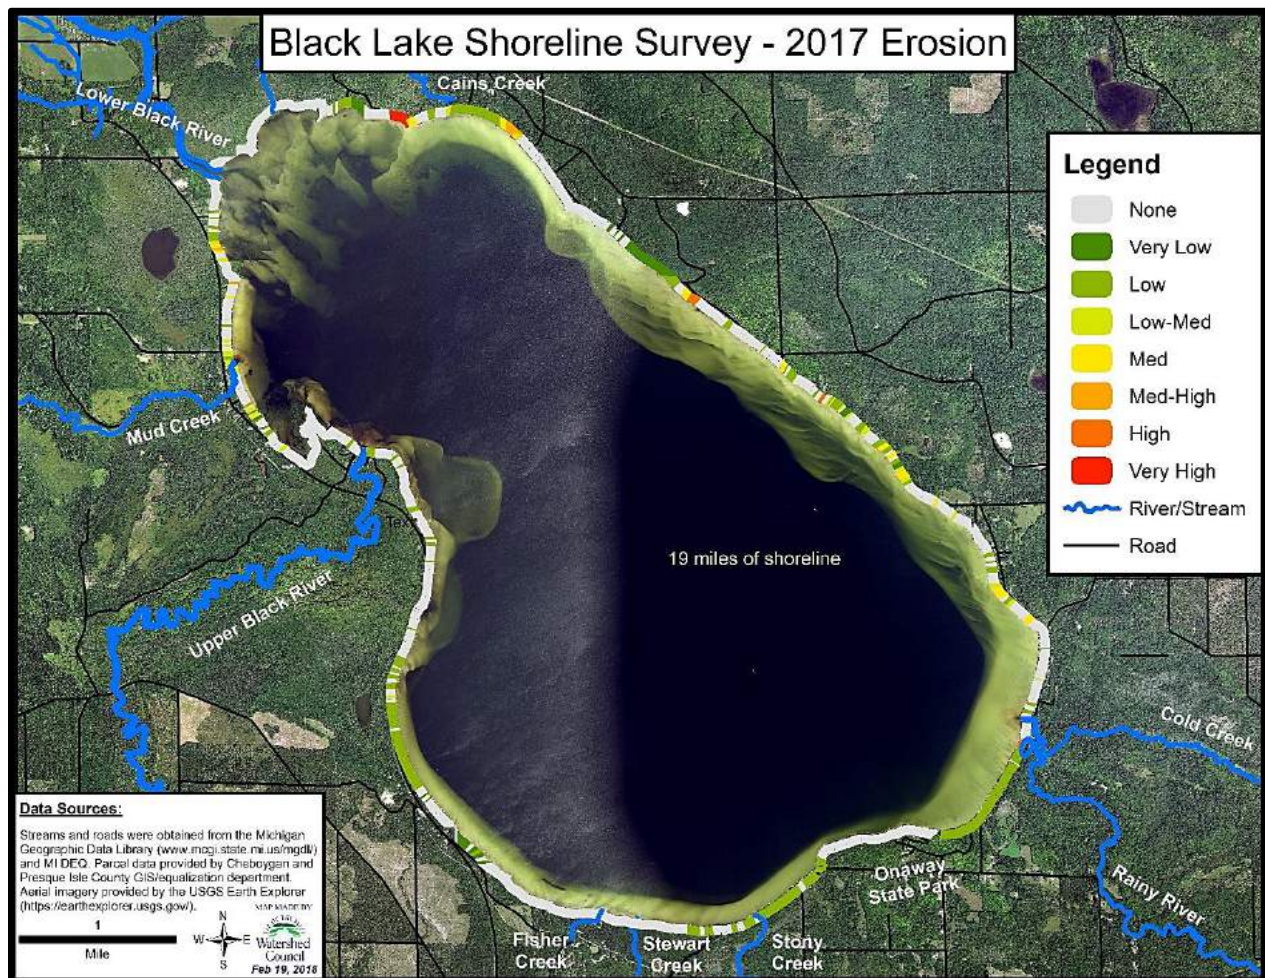 Black Lake Shoreline Survey - 2017 Erosion
Cains Creek
Lower Black River
Legend
None
Very Low
Low
Low-Med
Med
Med-High
High
Very High
River/Stream
Road
Mud Creek
19 miles of shoreline
Upper Black River
Cold
Creek
Rainy River
Onaway
State Park
Fisher
Creek
Stewart
Creek
Stony
Creek
Data Sources:
Streams and roads were obtained from the Michigan
Geographic Data Library (www.mcgi.state.mi.us/mgdl/)
and MI DEQ. Parcal data provided by Cheboygan and
Presque Isle County GIS/equalization department.
Aerial imagery provided by the USGS Earth Explorer
(https://earthexplorer.usgs.gov/).
1
Mile
N
W
E
S
MAP MADE BY
Watershed
Council
Feb 19, 2018